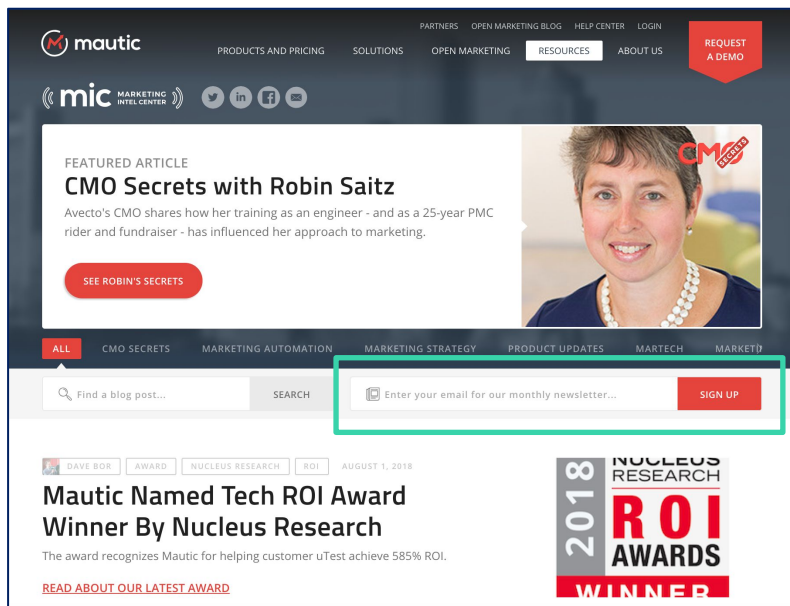 PARTNERS OPEN MARKETING BLOG HELP CENTER LOGIN
mautic
PRODUCTS AND PRICING SOLUTIONS OPEN MARKETING RESOURCES ABOUT US
REQUEST
A DEMO
mic MARKETING
INTEL CENTER
FEATURED ARTICLE
CMO Secrets with Robin Saitz
Avecto's CMO shares how her training as an engineer - and as a 25-year PMC
rider and fundraiser - has influenced her approach to marketing.
SEE ROBIN'S SECRETS
CMO
SECRETS
ALL CMO SECRETS MARKETING AUTOMATION MARKETING STRATEGY PRODUCT UPDATES MARTECH
Find a blog post... SEARCH Enter your email for our monthly newsletter... SIGN UP
DAVE BOR AWARD NUCLEUS RESEARCH ROI AUGUST 1, 2018
Mautic Named Tech ROI Award
Winner By Nucleus Research
The award recognizes Mautic for helping customer uTest achieve 585% ROI.
READ ABOUT OUR LATEST AWARD
2018
NUCLEUS
RESEARCH
ROI
AWARDS
WINNER